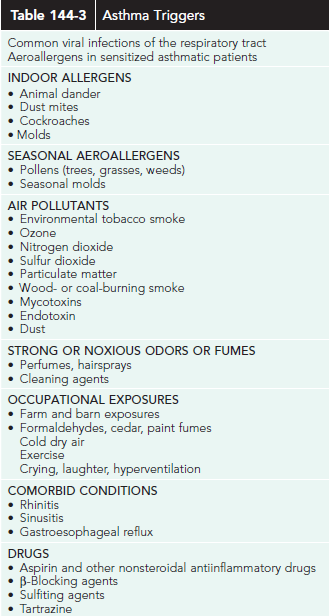 Table 144-3 Asthma Triggers
Common viral infections of the respiratory tract
Aeroallergens in sensitized asthmatic patients
INDOOR ALLERGENS
• Animal dander
• Dust mites
• Cockroaches
• Molds
SEASONAL AEROALLERGENS
• Pollens (trees, grasses, weeds)
• Seasonal molds
AIR POLLUTANTS
• Environmental tobacco smoke
• Ozone
• Nitrogen dioxide
• Sulfur dioxide
• Particulate matter
• Wood- or coal-burning smoke
• Mycotoxins
• Endotoxin
• Dust
STRONG OR NOXIOUS ODORS OR FUMES
• Perfumes, hairsprays
• Cleaning agents
OCCUPATIONAL EXPOSURES
• Farm and barn exposures
• Formaldehydes, cedar, paint fumes
Cold dry air
Exercise
Crying, laughter, hyperventilation
COMORBID CONDITIONS
• Rhinitis
• Sinusitis
• Gastroesophageal reflux
DRUGS
• Aspirin and other nonsteroidal antiinflammatory drugs
• β-Blocking agents
• Sulfiting agents
• Tartrazine